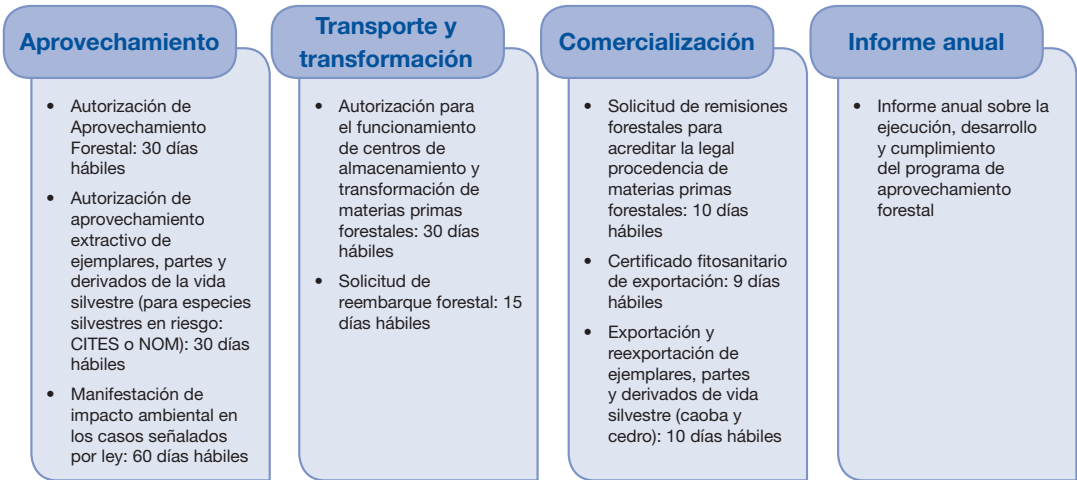 Aprovechamiento
• Autorización de
Aprovechamiento
Forestal: 30 días
hábiles
• Autorización de
aprovechamiento
extractivo de
ejemplares, partes y
derivados de la vida
silvestre (para especies
silvestres en riesgo:
CITES o NOM): 30 días
hábiles
• Manifestación de
impacto ambiental en
los casos señalados
por ley: 60 días hábiles
Transporte y
transformación
• Autorización para
el funcionamiento
de centros de
almacenamiento y
transformación de
materias primas
forestales: 30 días
hábiles
• Solicitud de
reembarque forestal: 15
días hábiles
Comercialización
• Solicitud de remisiones
forestales para
acreditar la legal
procedencia de
materias primas
forestales: 10 días
hábiles
• Certificado fitosanitario
de exportación: 9 días
hábiles
• Exportación y
reexportación de
ejemplares, partes
y derivados de vida
silvestre (caoba y
cedro): 10 días hábiles
Informe anual
• Informe anual sobre la
ejecución, desarrollo
y cumplimiento
del programa de
aprovechamiento
forestal